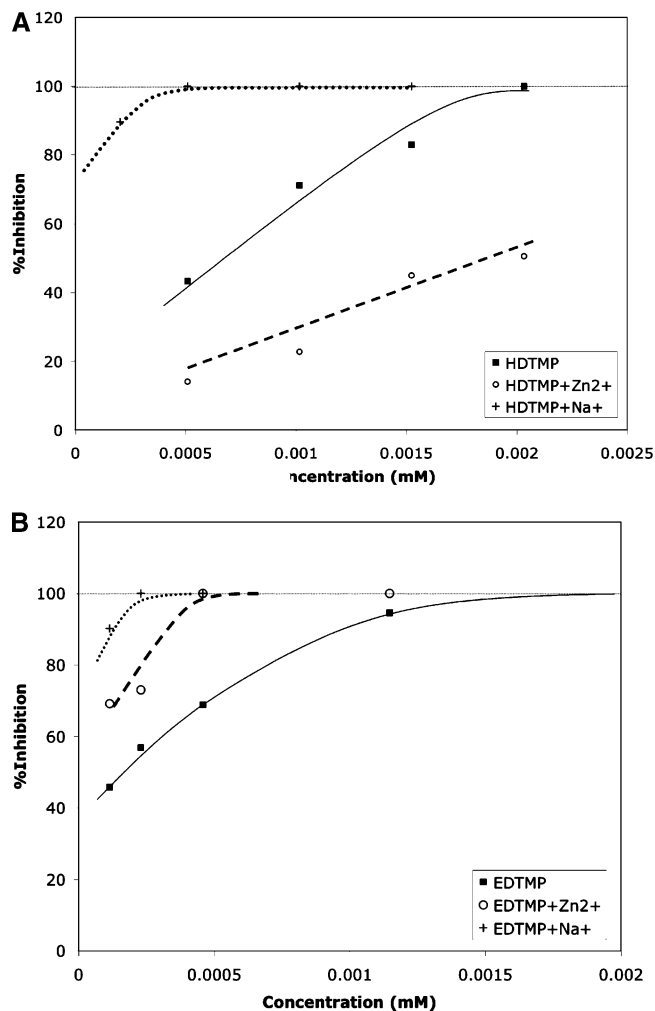 A
120
100
80
60
40
20
0
%Inhibition
HDTMP
HDTMP+Zn2+
HDTMP+Na+
0 0.0005 0.001 0.0015 0.002 0.0025
ncentration (mM)
B
120
100
80
60
40
20
0
%Inhibition
EDTMP
EDTMP+Zn2+
EDTMP+Na+
0 0.0005 0.001 0.0015 0.002
Concentration (mM)